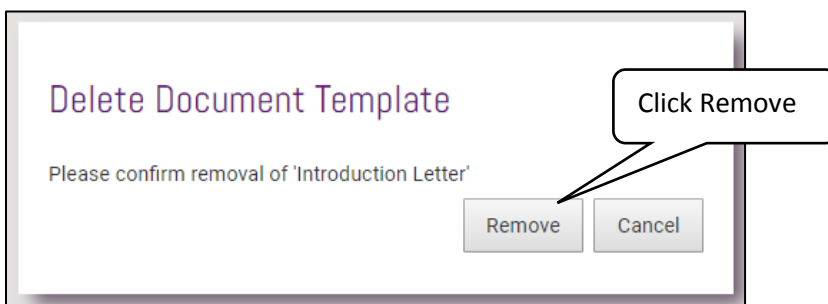 Delete Document Template
Click Remove
Please confirm removal of 'Introduction Letter'
Remove Cancel